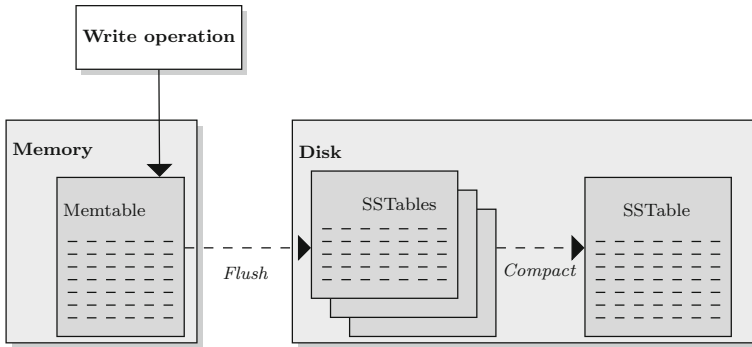 Write operation
Memory
Disk
Memtable
SSTables
SSTable
Flush
Compact